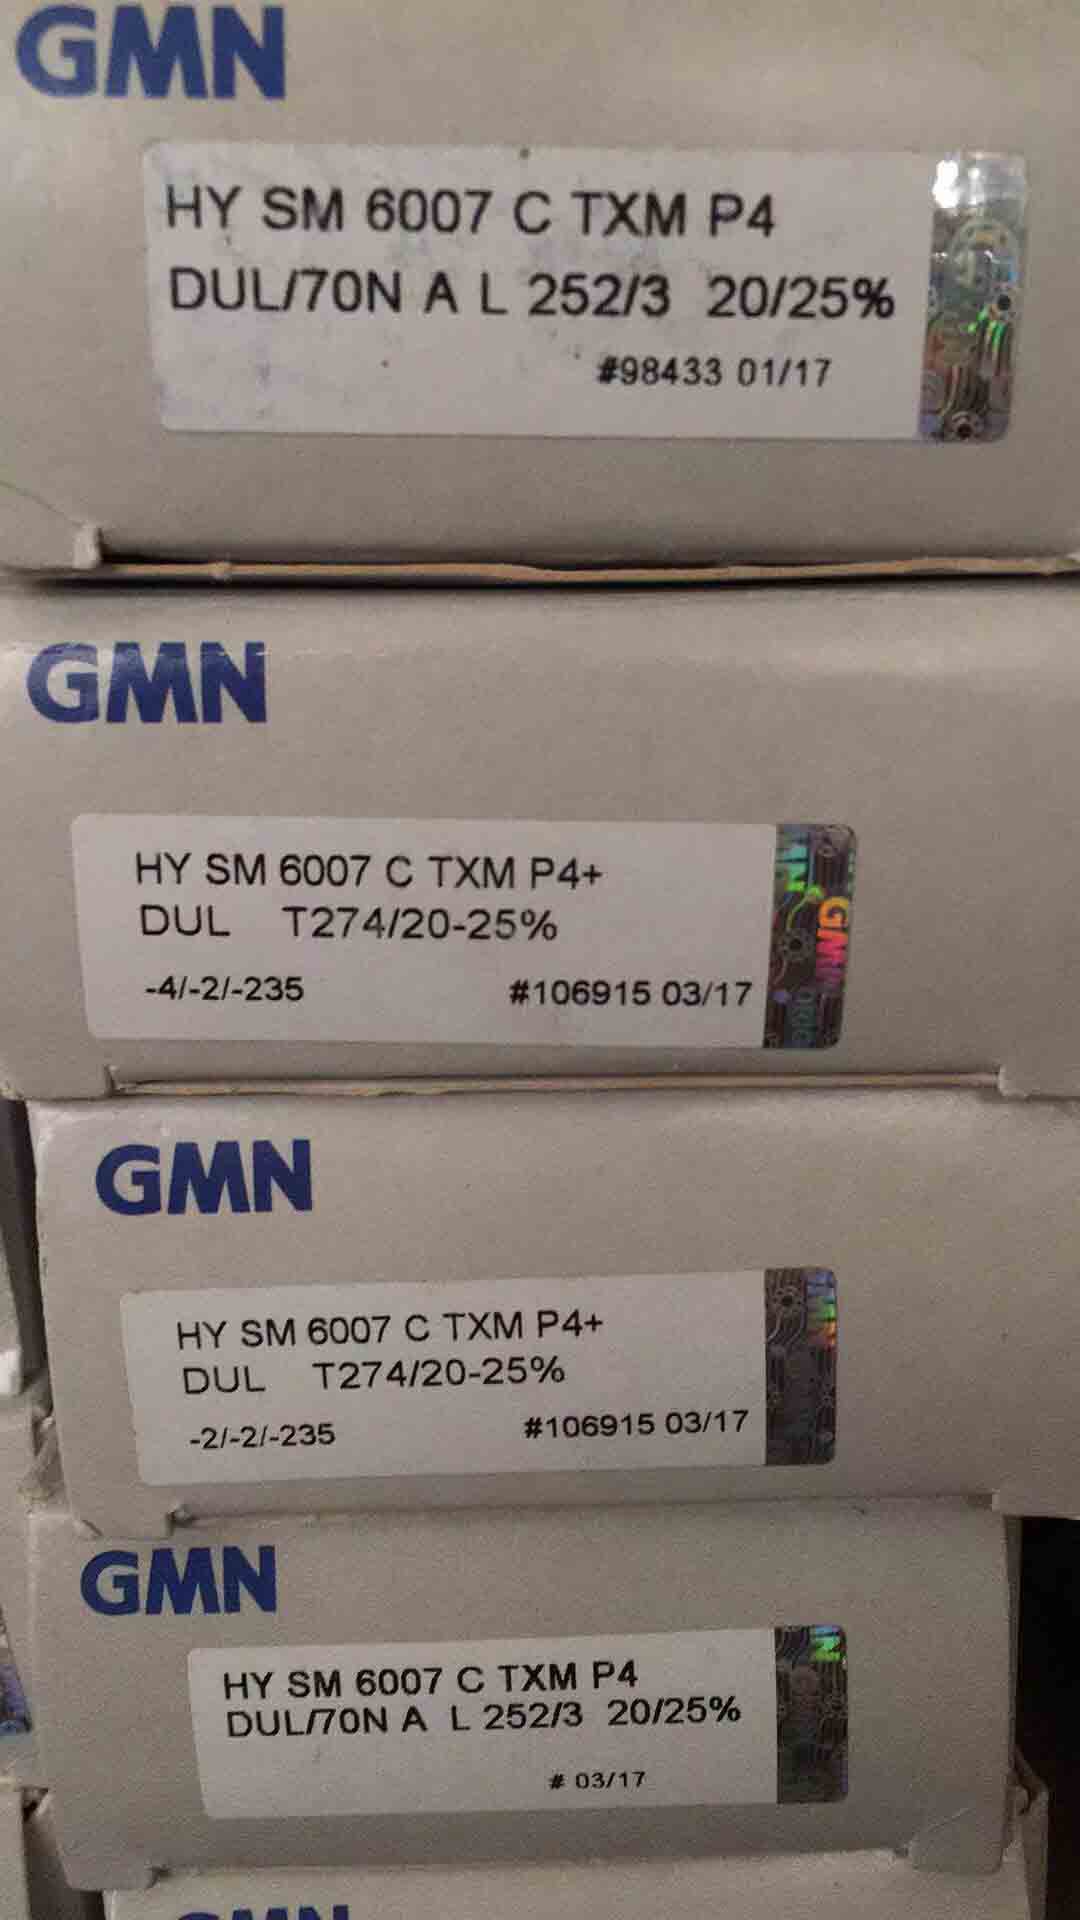 GMN
HY SM 6007 C TXM P4
DUL/70N A L 252/3 20/25%
#98433 01/17
GMN
HY SM 6007 C TXM P4+
DUL T274/20-25%
-4/-2/-235 #106915 03/17
GMN
GMN
HY SM 6007 C TXM P4+
DUL T274/20-25%
-2/-2/-235 #106915 03/17
GMN
HY SM 6007 C TXM P4
DUL/70N A L 252/3 20/25%
# 03/17
GMN